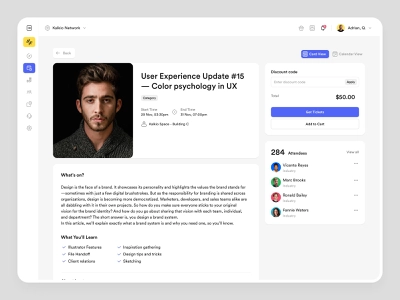 Kalkio Network
Adrian, Q.
Back
Card View
Calendar View
User Experience Update #15
— Color psychology in UX
Category
Start Time
29 Nov, 03:30pm
End Time
31 Nov, 07:00pm
Kalkio Space - Building C
Discount code
Enter your code here
Apply
Total
$50.00
Get Tickets
Add to Cart
284 Attendees
View all
Vicente Reyes
Industry
Marc Brooks
Industry
Ronald Bailey
Industry
Fannie Waters
Industry
What's on?
Design is the face of a brand. It showcases its personality and highlights the values the brand stands for
—sometimes with just a few digital brushstrokes. But as the responsibility for branding is shared across
organizations, design is becoming more decentralized. Marketers, developers, and sales teams alike are
all dabbling with it in their own projects. So how do you make sure everyone sticks to your original
vision for the brand identity? And how do you go about sharing that vision with each team, individual,
and department? The short answer is, you design a brand system.
In this article, we'll explain exactly what a brand system is and why you need one, so you'll know.
What You'll Learn
Illustrator Features
Inspiration gathering
File Handoff
Design tips and tricks
Client relations
Sketching